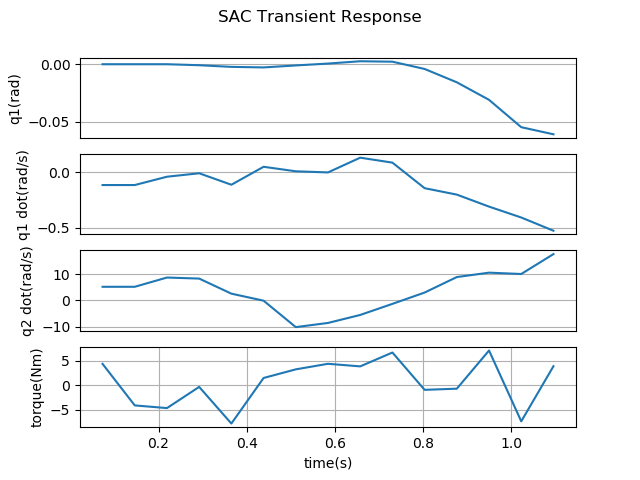 SAC Transient Response
0.00
−0.05
q1(rad)
0.0
−0.5
q1 dot(rad/s)
10
0
−10
q2 dot(rad/s)
5
0
−5
torque(Nm)
0.2 0.4 0.6 0.8 1.0
time(s)